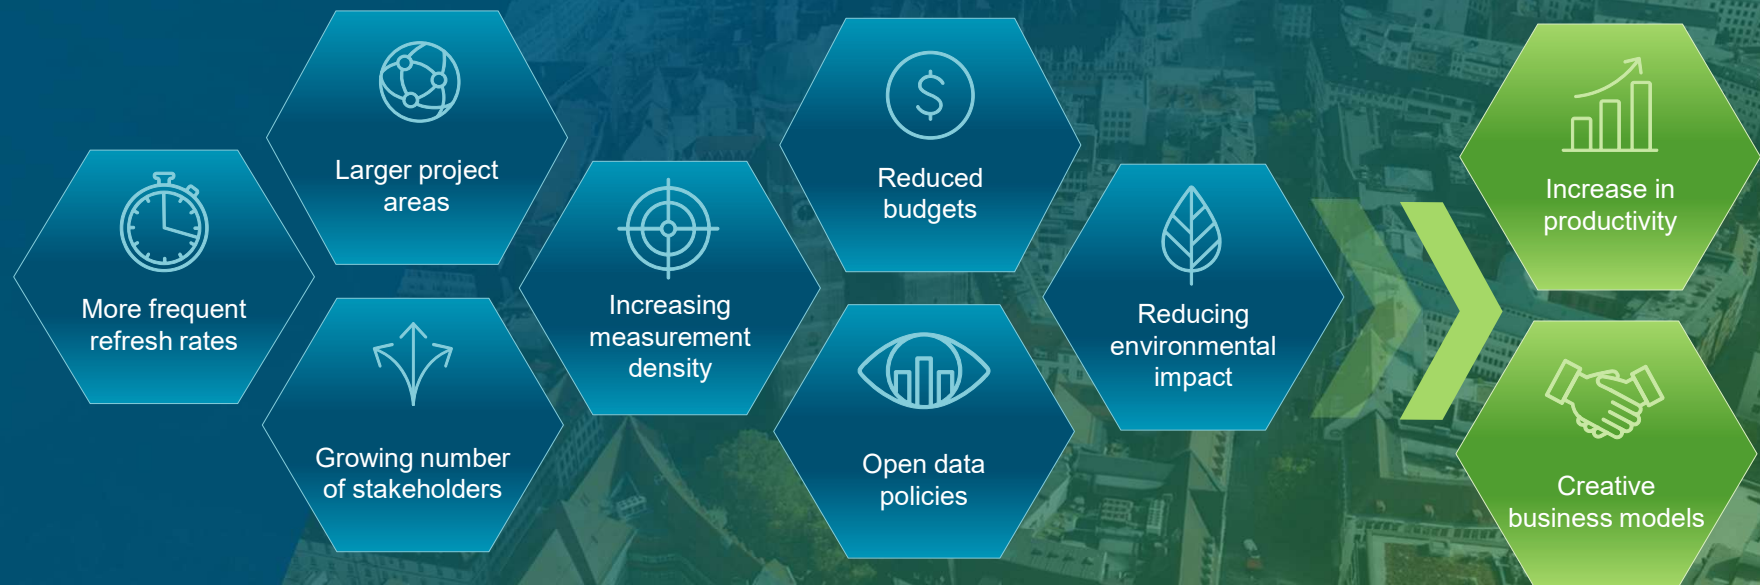 More frequent
refresh rates
Larger project
areas
Growing number
of stakeholders
Increasing
measurement
density
Reduced
budgets
Open data
policies
Reducing
environmental
impact
Increase in
productivity
Creative
business models